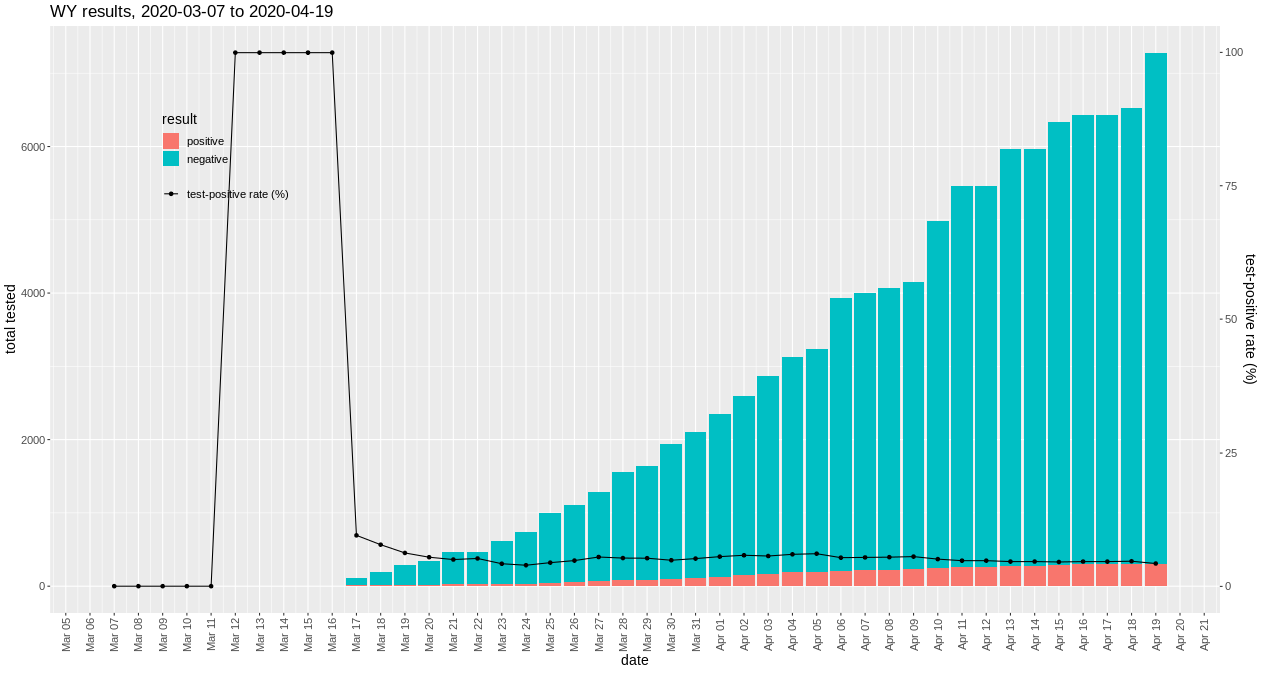 WY results, 2020-03-07 to 2020-04-19
total tested
6000
4000
2000
0
result
positive
negative
test-positive rate (%)
100
75
50
25
0
test-positive rate (%)
Mar 05
Mar 06
Mar 07
Mar 08
Mar 09
Mar 10
Mar 11
Mar 12
Mar 13
Mar 14
Mar 15
Mar 16
Mar 17
Mar 18
Mar 19
Mar 20
Mar 21
Mar 22
Mar 23
Mar 24
Mar 25
Mar 26
Mar 27
Mar 28
Mar 29
Mar 30
Mar 31
Apr 01
Apr 02
Apr 03
Apr 04
Apr 05
Apr 06
Apr 07
Apr 08
Apr 09
Apr 10
Apr 11
Apr 12
Apr 13
Apr 14
Apr 15
Apr 16
Apr 17
Apr 18
Apr 19
Apr 20
Apr 21
date